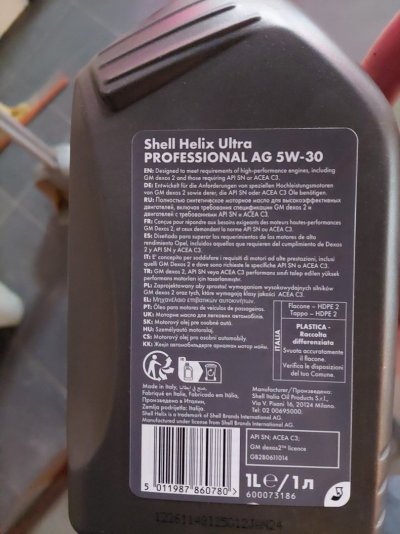 Shell Helix Ultra
PROFESSIONAL AG 5W-30
EN: Designed to meet requirements of high-performance engines, including
GM dexos 2 and those requiring API SN or ACEA C3.
DE: Entwickelt für die Anforderungen von speziellen Hochleistungsmotoren
von GM dexos 2 sowie derer, die API SN oder ACEA C3 Öle benötigen.
RU: Полностью синтетическое моторное масло для высокоэффективных
двигателей, включая требования спецификации GM dexos 2 и
двигателей с требованиями API SN и ACEA C3.
FR: Conçue pour répondre aux besoins exigeants des moteurs hautes-performances
GM Dexos 2, et ceux demandant la norme API SN ou ACEA C3.
ES: Diseñado para superar los requerimientos de los motores de alto
rendimiento Opel, incluidos aquellos que requieren del cumplimiento de Dexos
2 y API SN y ACEA C3.
IT: E' concepito per soddisfare i requisiti di motori ad alte prestazioni, inclusi
quelli GM Dexos 2 e dove sono richieste le specifiche API SN o ACEA C3.
TR: GM dexos 2, API SN veya ACEA C3 performans sınıfı talep edilen yüksek
performans motorları için tasarlanmıştır.
PL: Zaprojektowany aby sprostać wymaganiom wysokowydajnych silników
GM dexos 2 oraz tych, które wymagają klasy jakości ACEA C3.
EL: Μηχανέλαιο επιβατικών αυτοκινήτων.
PT: Óleo para motores de veículos de passageiros.
UK: Моторне масло для легкових автомобілів.
SK: Motorový olej pre osobné autá.
HU: Személyautó motorolaj.
CS: Motorový olej pro osobní automobily.
KK: Жеңіл автомобильдерге арналған мотор майы.
Flacone – HDPE 2
Tappo – HDPE 2
ITALIA
PLASTICA -
Raccolta
differenziata
Svuota accuratamente
il flacone.
Verifica le disposizioni
del tuo Comune.
Made in Italy,
Fabriqué en Italie, Fabricado em Itália,
Произведено в Италии,
Zemlja podrijetla: Italija.
Shell Helix is a trademark of Shell Brands International AG.
Manufactured under license from Shell Brands International AG.
Manufacturer/Произведено:
Shell Italia Oil Products S.r.l.,
Via V. Pisani 16, 20124 Milano.
Tel. 02 00695000.
API SN; ACEA C3;
GM dexos2™ licence
GB2B0611014
5 011987 860780 >
1L℮/1л
600073186